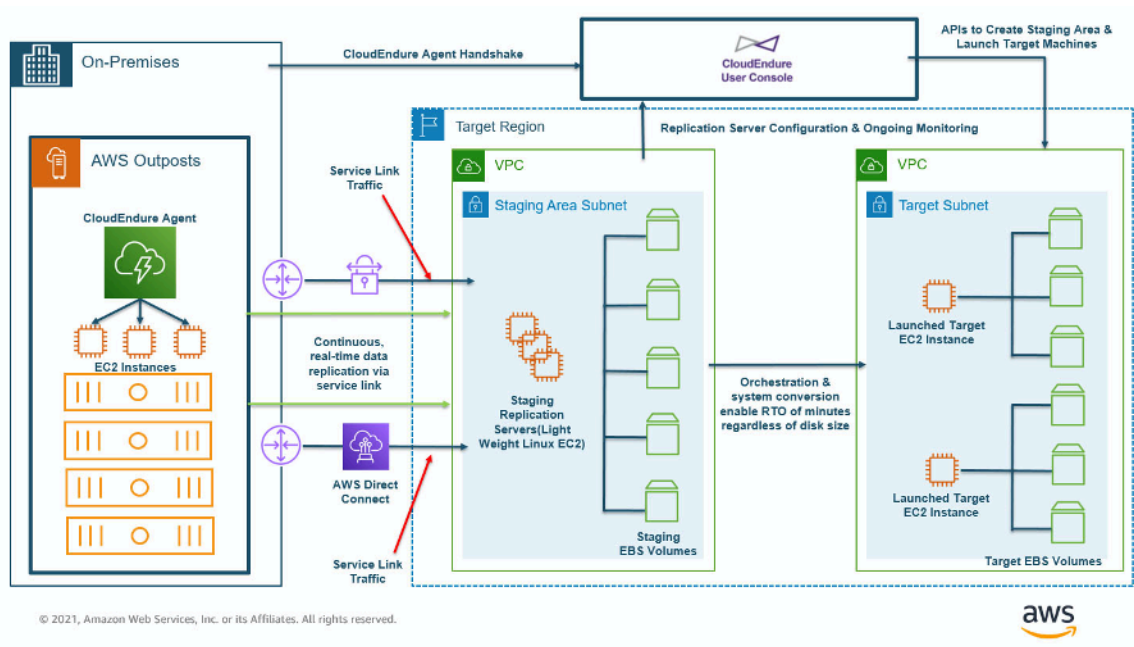 On-Premises
CloudEndure Agent Handshake
CloudEndure
User Console
APIs to Create Staging Area &
Launch Target Machines
AWS Outposts
CloudEndure Agent
EC2 Instances
Service Link
Traffic
Continuous,
real-time data
replication via
service link
AWS Direct
Connect
Service Link
Traffic
Target Region
Replication Server Configuration & Ongoing Monitoring
VPC
Staging Area Subnet
Staging
Replication
Servers(Light
Weight Linux EC2)
Staging
EBS Volumes
Orchestration &
system conversion
enable RTO of minutes
regardless of disk size
VPC
Target Subnet
Launched Target
EC2 Instance
Launched Target
EC2 Instance
Target EBS Volumes
© 2021, Amazon Web Services, Inc. or its Affiliates. All rights reserved.
aws